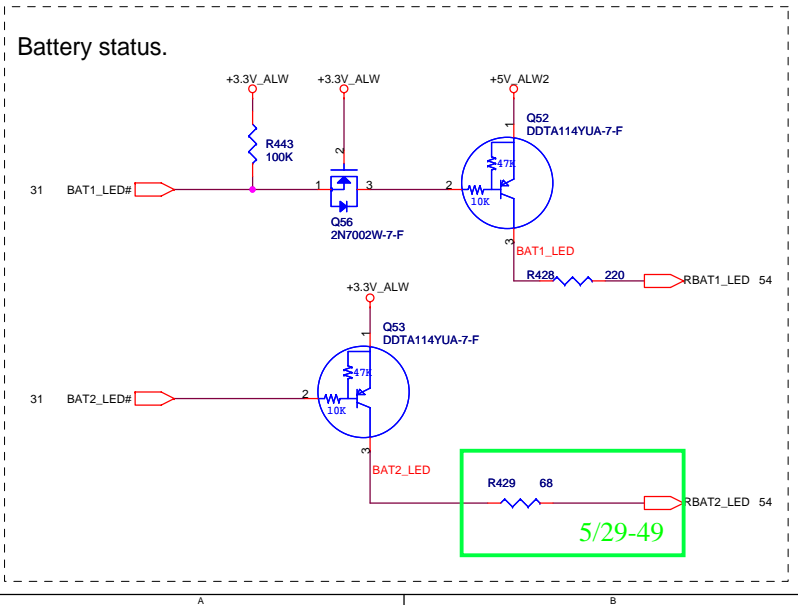 Battery status.
+3.3V_ALW
+3.3V_ALW
+5V_ALW2
R443
100K
Q52
DDTA114YUA-7-F
1
2
47K
31
BAT1_LED#
1
3
2
10K
Q56
2N7002W-7-F
3
BAT1_LED
R428
220
RBAT1_LED
54
+3.3V_ALW
Q53
DDTA114YUA-7-F
1
47K
31
BAT2_LED#
2
10K
3
BAT2_LED
R429
68
RBAT2_LED
54
5/29-49
A
B